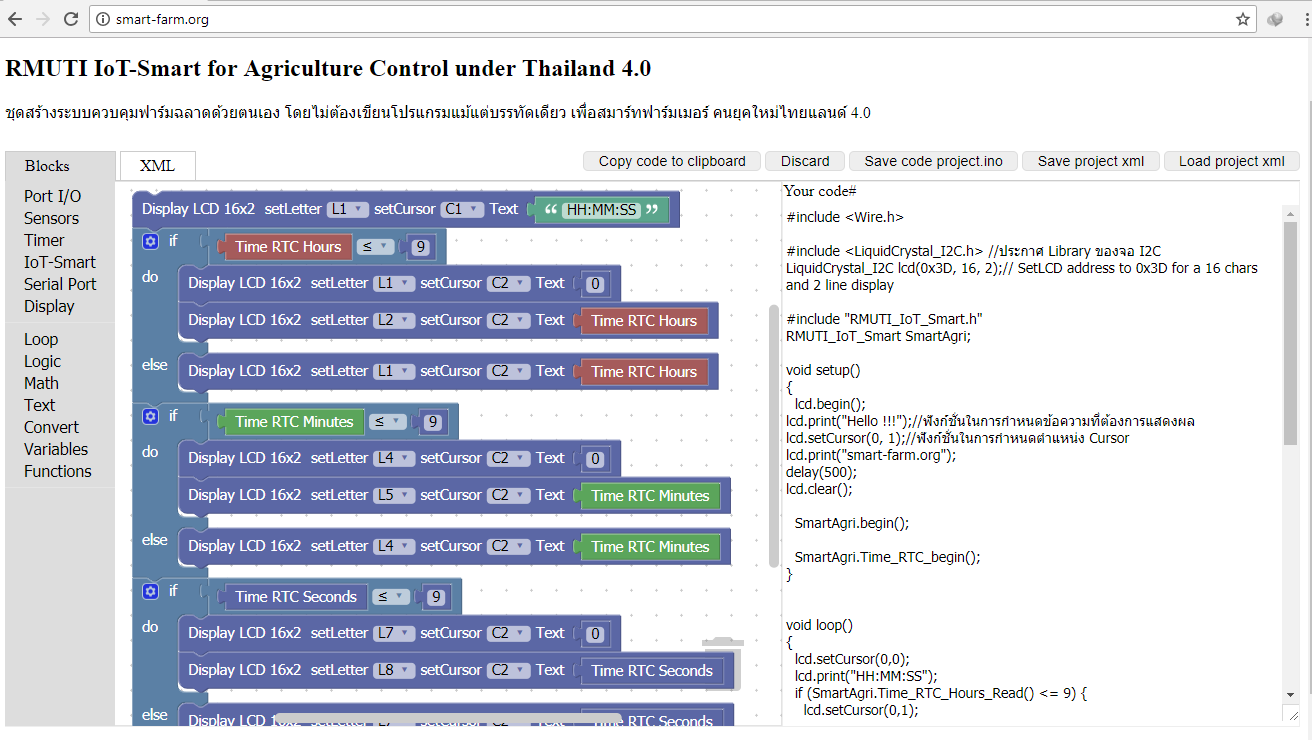 smart-farm.org
RMUTI IoT-Smart for Agriculture Control under Thailand 4.0
ชุดสร้างระบบควบคุมฟาร์มฉลาดด้วยตนเอง โดยไม่ต้องเขียนโปรแกรมแม้แต่บรรทัดเดียว เพื่อสมาร์ทฟาร์มเมอร์ คนยุคใหม่ไทยแลนด์ 4.0
Blocks XML
Copy code to clipboard Discard Save code project.ino Save project xml Load project xml
Port I/O
Sensors
Timer
IoT-Smart
Serial Port
Display
Loop
Logic
Math
Text
Convert
Variables
Functions
Display LCD 16x2 setLetter L1 setCursor C1 Text “ HH:MM:SS ”
if Time RTC Hours ≤ 9
do Display LCD 16x2 setLetter L1 setCursor C2 Text 0
Display LCD 16x2 setLetter L2 setCursor C2 Text Time RTC Hours
else Display LCD 16x2 setLetter L1 setCursor C2 Text Time RTC Hours
if Time RTC Minutes ≤ 9
do Display LCD 16x2 setLetter L4 setCursor C2 Text 0
Display LCD 16x2 setLetter L5 setCursor C2 Text Time RTC Minutes
else Display LCD 16x2 setLetter L4 setCursor C2 Text Time RTC Minutes
if Time RTC Seconds ≤ 9
do Display LCD 16x2 setLetter L7 setCursor C2 Text 0
Display LCD 16x2 setLetter L8 setCursor C2 Text Time RTC Seconds
else Display LCD 16x2 setLetter setCursor C2 Text Time RTC Seconds
Your code#
#include <Wire.h>
#include <LiquidCrystal_I2C.h> //ประกาศ Library ของจอ I2C
LiquidCrystal_I2C lcd(0x3D, 16, 2);// SetLCD address to 0x3D for a 16 chars
and 2 line display
#include "RMUTI_IoT_Smart.h"
RMUTI_IoT_Smart SmartAgri;
void setup()
{
lcd.begin();
lcd.print("Hello !!!");//ฟังก์ชั่นในการกำหนดข้อความที่ต้องการแสดงผล
lcd.setCursor(0, 1);//ฟังก์ชั่นในการกำหนดตำแหน่ง Cursor
lcd.print("smart-farm.org");
delay(500);
lcd.clear();
SmartAgri.begin();
SmartAgri.Time_RTC_begin();
}
void loop()
{
lcd.setCursor(0,0);
lcd.print("HH:MM:SS");
if (SmartAgri.Time_RTC_Hours_Read() <= 9) {
lcd.setCursor(0,1);